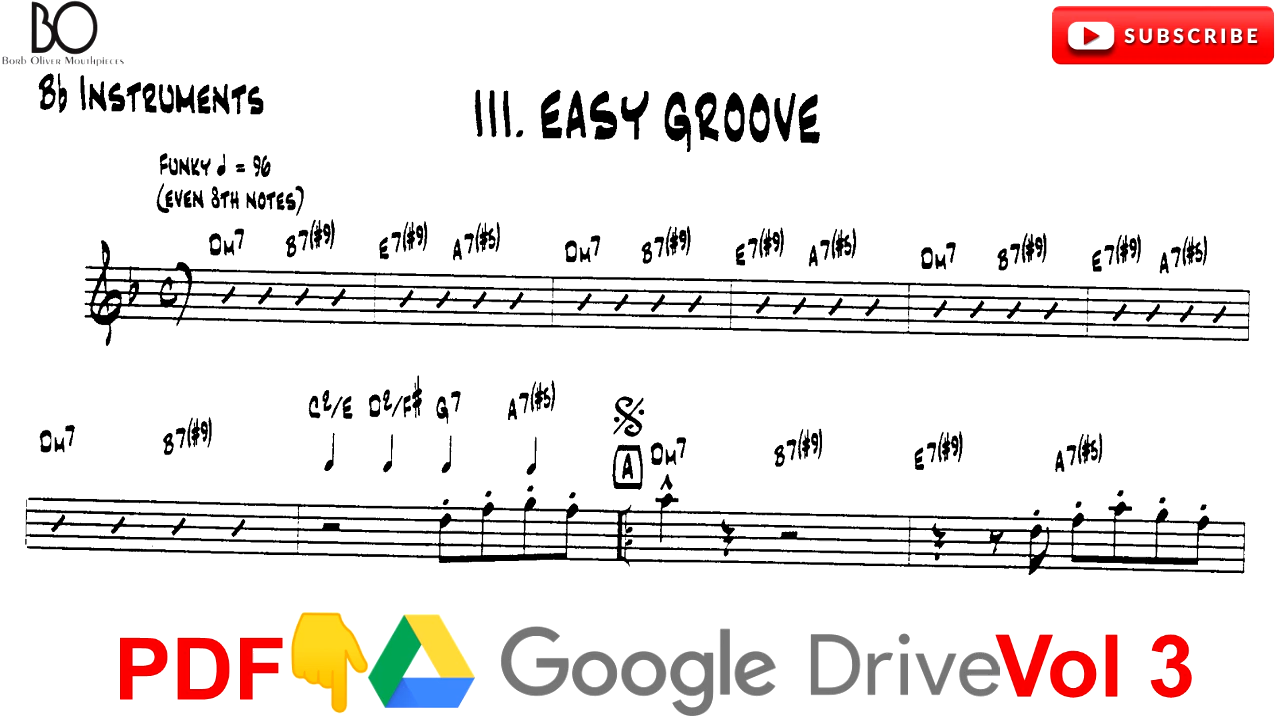 BO
Borb Oliver Mouthpieces
SUBSCRIBE
B♭ INSTRUMENTS
III. EASY GROOVE
FUNKY ♩ = 96
(EVEN 8TH NOTES)
DM7 B7(#9) E7(#9) A7(#5) DM7 B7(#9) E7(#9) A7(#5) DM7 B7(#9) E7(#9) A7(#5)
C2/E D2/F# G7 A7(#5)
DM7 B7(#9) A DM7 B7(#9) E7(#9) A7(#5)
PDF Google Drive Vol 3